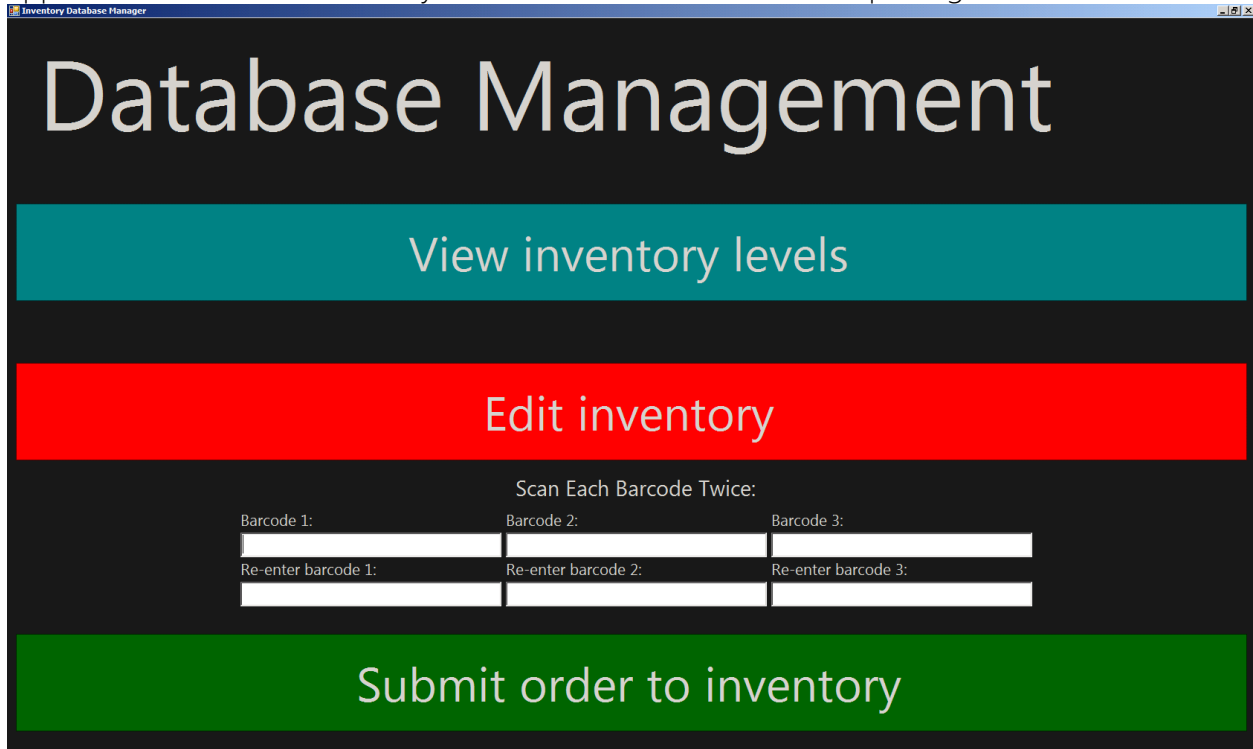 Inventory Database Manager
Database Management
View inventory levels
Edit inventory
Scan Each Barcode Twice:
Barcode 1: Barcode 2: Barcode 3:
Re-enter barcode 1: Re-enter barcode 2: Re-enter barcode 3:
Submit order to inventory